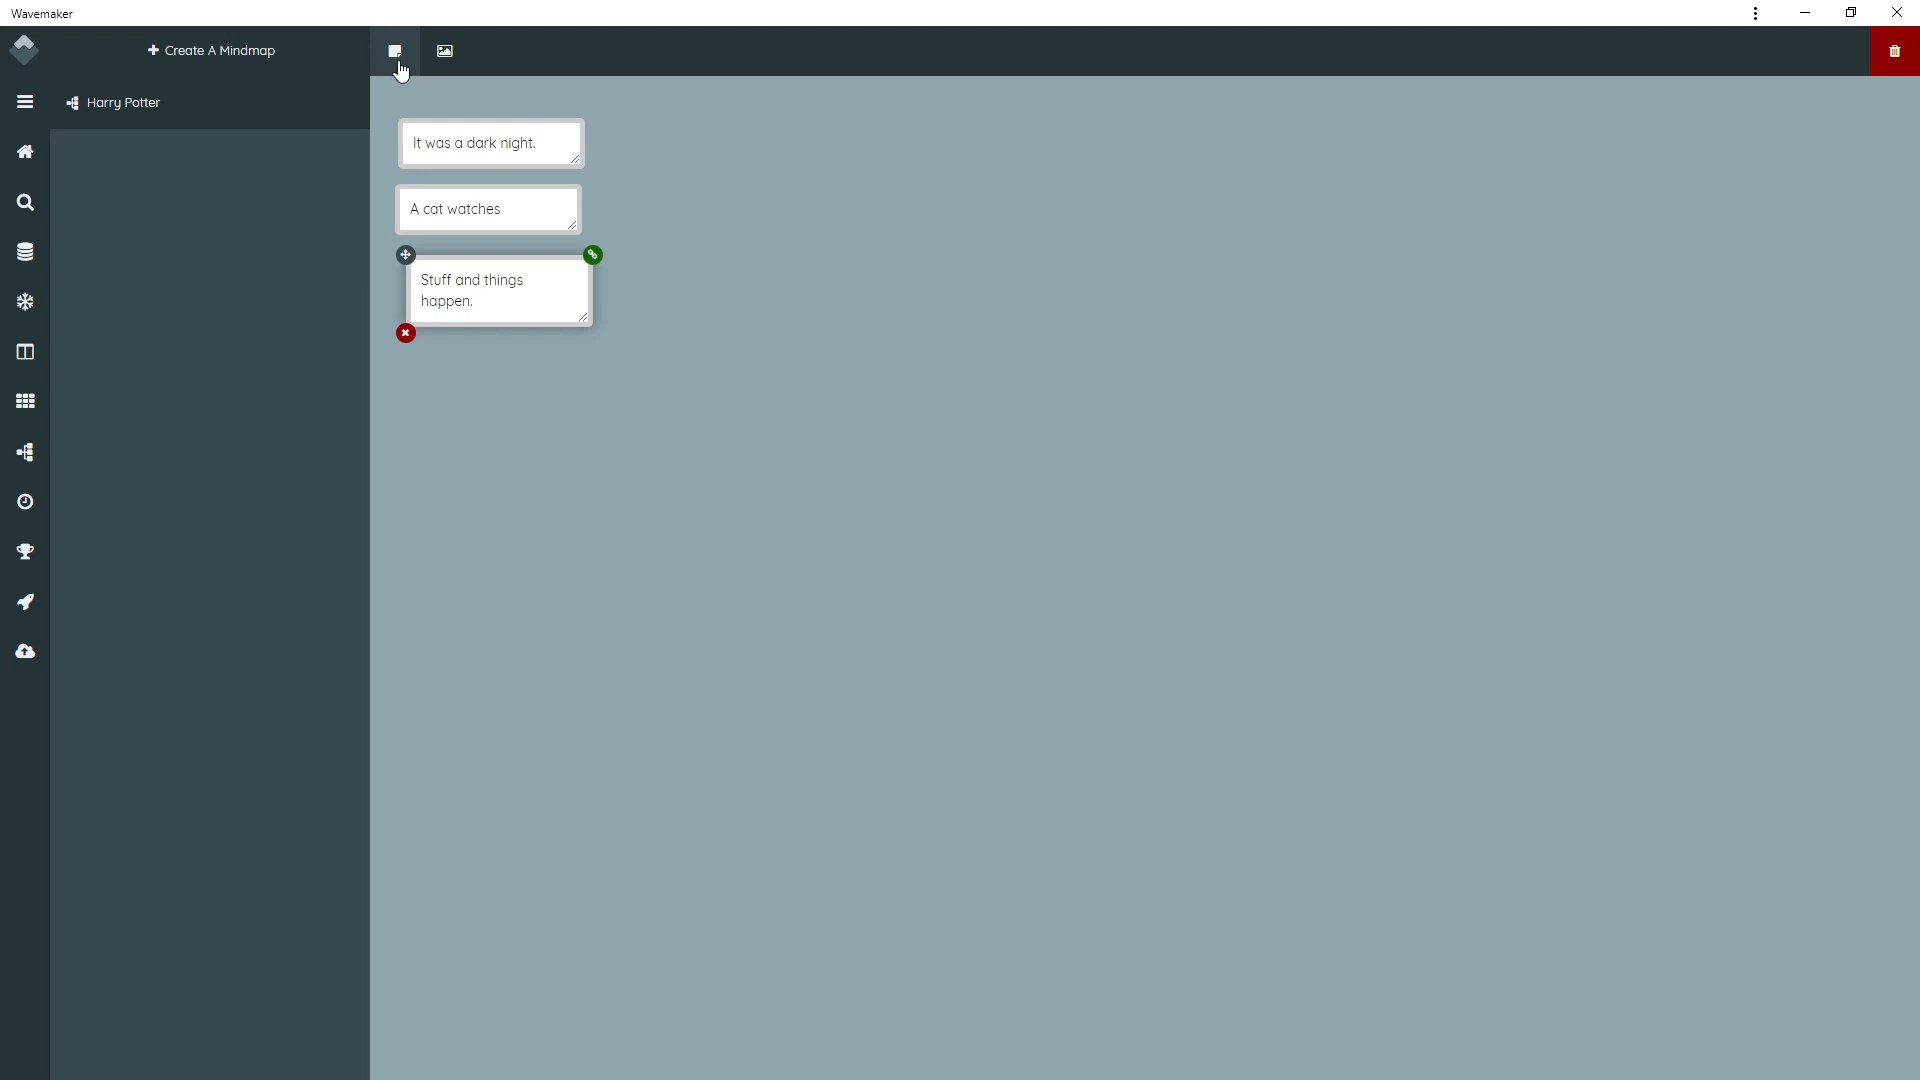 Wavemaker
Create A Mindmap
Harry Potter
It was a dark night.
A cat watches
Stuff and things
happen.